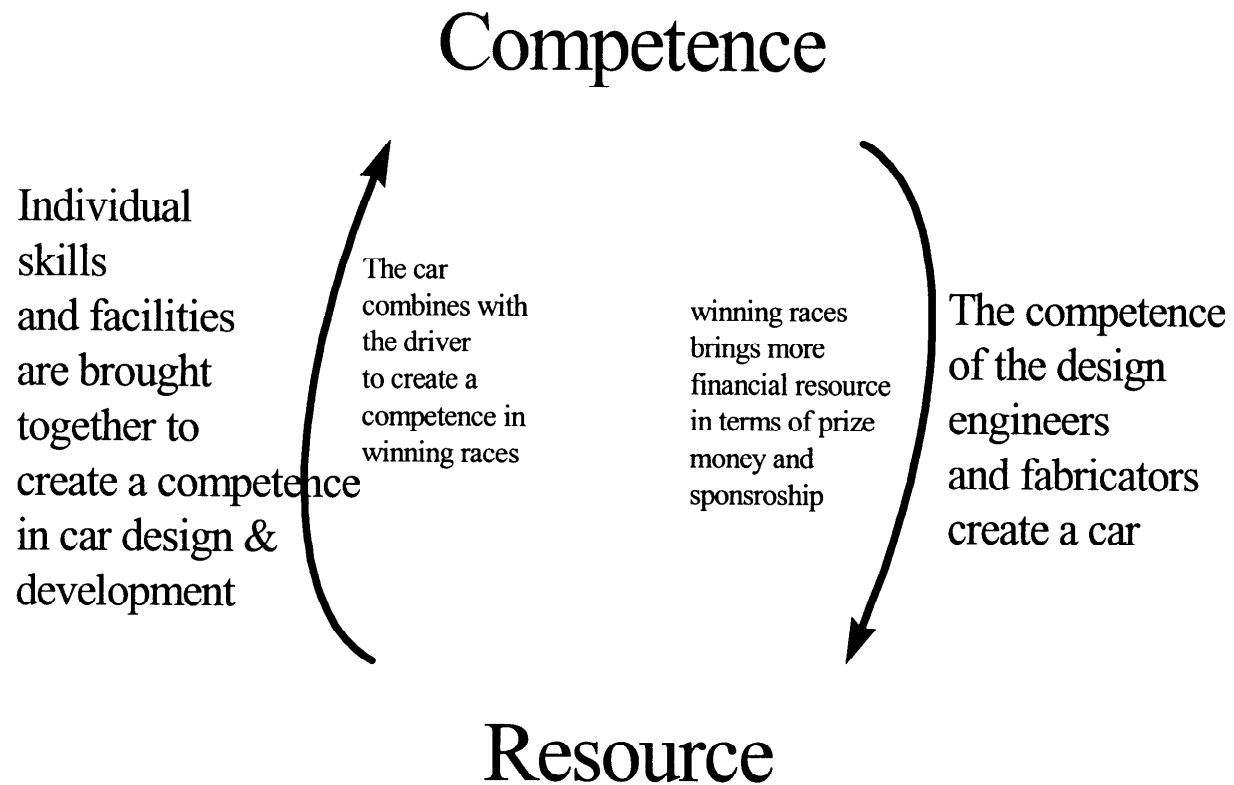 Competence
Individual
skills
and facilities
are brought
together to
create a competence
in car design &
development
The car
combines with
the driver
to create a
competence in
winning races
winning races
brings more
financial resource
in terms of prize
money and
sponsroship
The competence
of the design
engineers
and fabricators
create a car
Resource